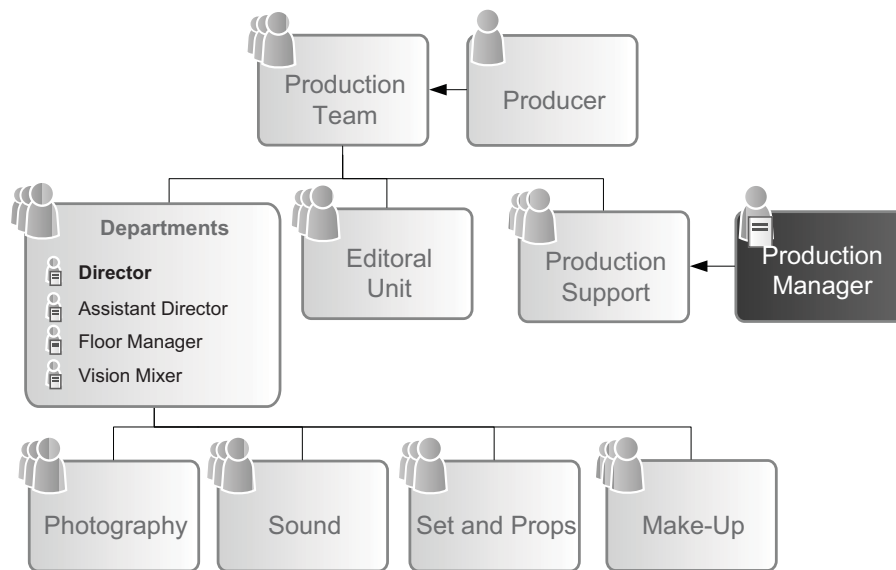 Production
Team
Producer
Departments
Director
Assistant Director
Floor Manager
Vision Mixer
Editoral
Unit
Production
Support
Production
Manager
Photography
Sound
Set and Props
Make-Up